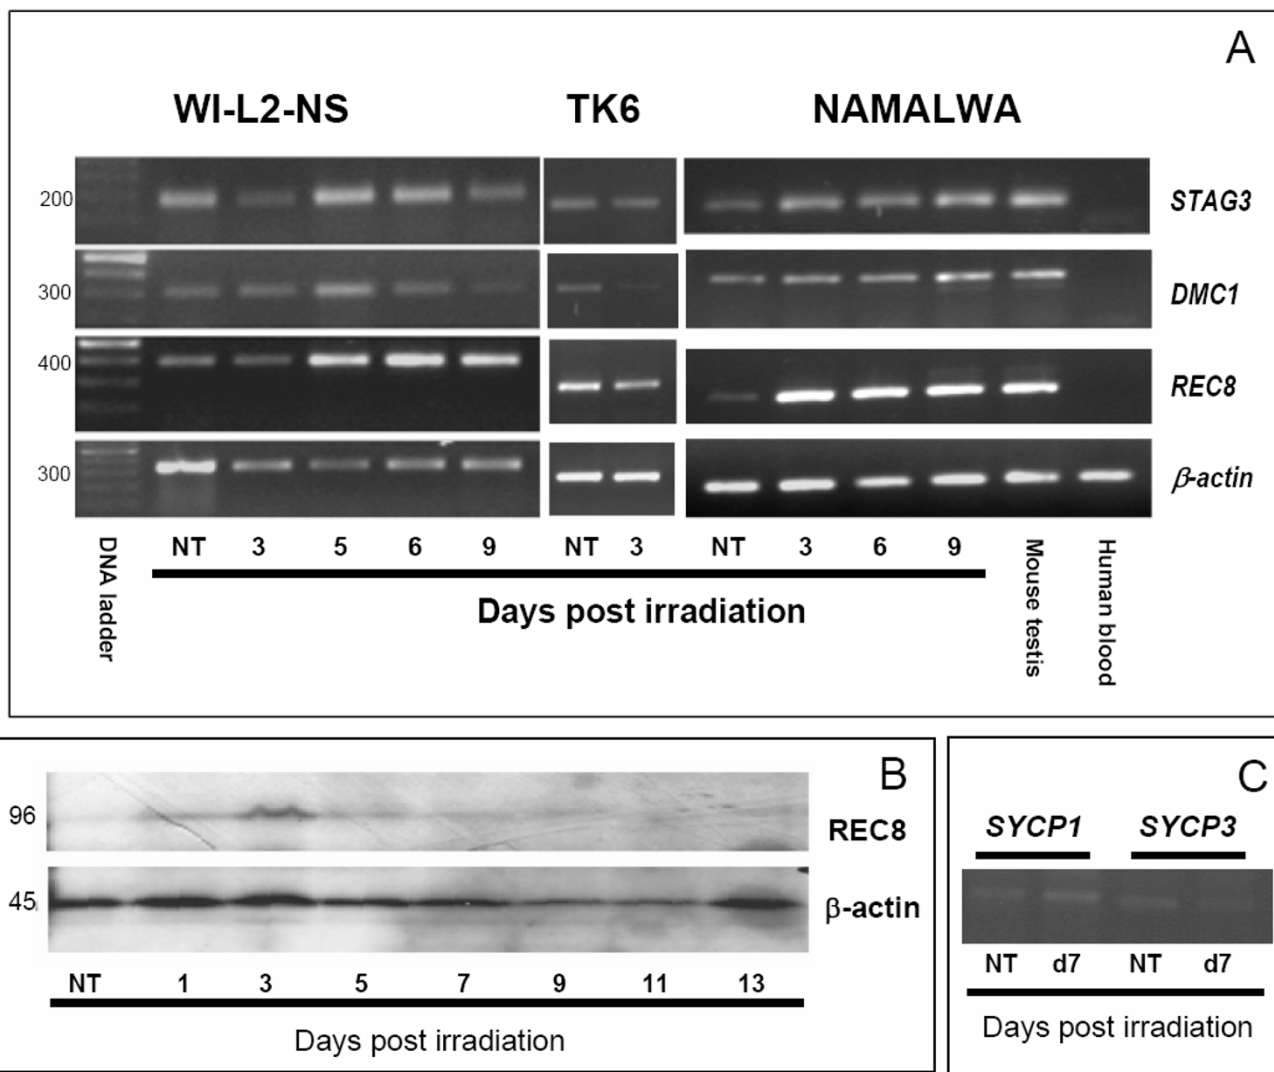 A
WI-L2-NS TK6 NAMALWA
200 STAG3
300 DMC1
400 REC8
300 β-actin
DNA ladder NT 3 5 6 9 NT 3 NT 3 6 9 Mouse testis Human blood
Days post irradiation
B
96 REC8
45 β-actin
NT 1 3 5 7 9 11 13
Days post irradiation
C
SYCP1 SYCP3
NT d7 NT d7
Days post irradiation